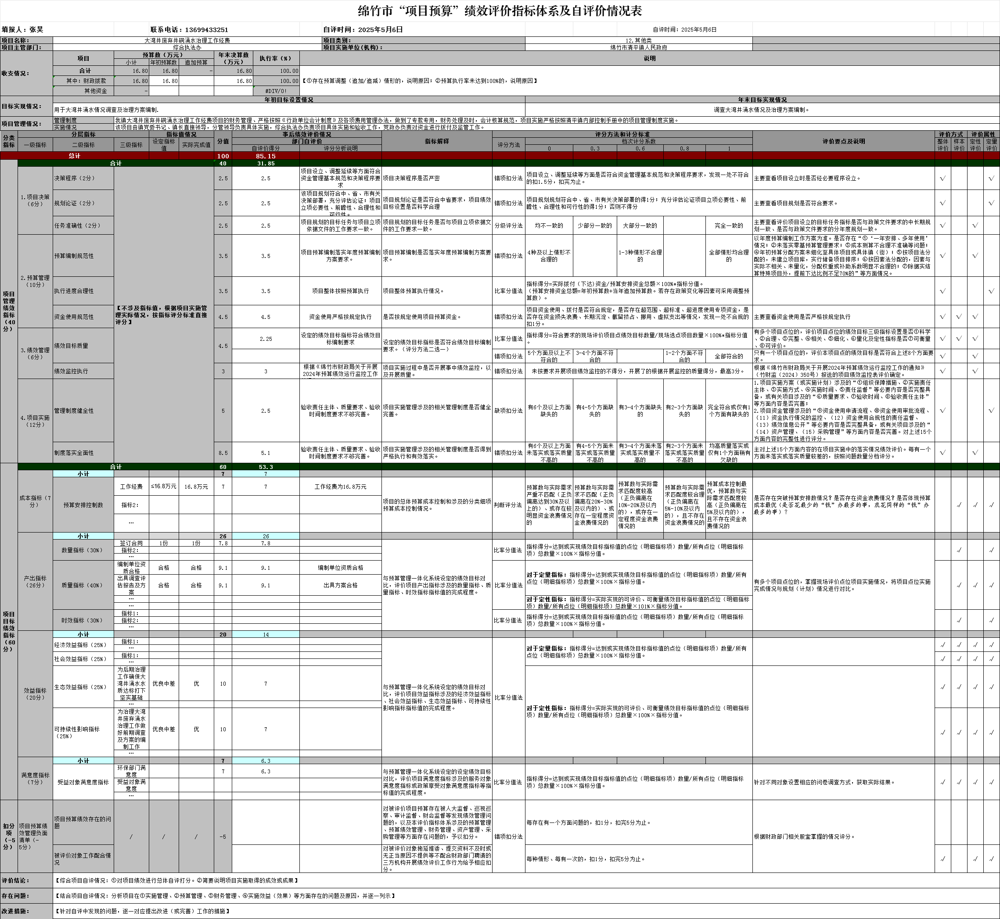 绵竹市“项目预算”绩效评价指标体系及自评价情况表
填报人：张昊 联系电话：13699433251 自评时间：2025年5月6日 自评时间：2025年5月6日
项目名称： 大湾井废弃井硐涌水治理工作经费 项目类别： 12.其他类
项目主管部门： 综合执法办 项目实施单位(机构)： 绵竹市清平镇人民政府
收支情况：
项目 预算数（万元） 年末决算数（万元） 执行率（%） 说明
小计 年初预算数 追加预算
合计 16.80 16.80 - 16.80 100.00
其中：财政拨款 16.80 16.80 16.80 100.00
其他资金 - #DIV/0!
【①存在预算调整（追加/追减）情形的，说明原因；②预算执行率未达到100%的，说明原因】
目标实现情况：
年初目标设置情况 年末目标实现情况
用于大湾井涌水情况调查及治理方案编制. 调查大湾井涌水情况及治理方案编制。
项目管理情况：
管理制度 我镇大湾井废弃井硐涌水治理工作经费项目的财务管理、严格按照《行政单位会计制度》及各项费用管理办法，做到了专款专用，财务处理及时，会计核算规范，项目实施严格按照清平镇内部控制手册中的项目管理制度实施。
实施情况 该项目由镇党委书记、镇长直接领导，分管领导负责具体实施，综合执法办负责项目具体实施和验收工作，党政办负责对资金进行拨付及监管工作。
分类指标 分层指标 指标值情况 分值 事后绩效评价情况 指标解释 评分方法和计分标准 评价要点及说明 评价方式 评价属性
一级指标 二级指标 三级指标 设定指标值 实际完成值 部门自评价 评分方法 档次计分系数 整体评价 样本评价 定性评价 定量评价
自评价得分 评分分析说明 0 0.3 0.6 0.8 1
总计 100 85.15
项目管理绩效指标（40分）
合计 40 31.85
【不涉及指标值，根据项目实施管理实际情况，按指标评分标准直接评分】
1.项目决策（6分）
决策程序（2分） 2.5 2.5 项目设立、调整延续等方面符合资金管理基本规范和决策程序要求 项目决策程序是否严密 错项扣分法 项目设立、调整延续等方面是否符合资金管理基本规范和决策程序要求，发现一处不符合的扣1.5分，扣完为止。 主要查看项目设立时是否经必要程序设立。 √ √
规划论证（2分） 2.5 2.5 该项目规划符合中、省、市有关决策部署，充分评估论证；项目立项必要性、前瞻性、合理性和可行性。 项目规划论证是否符合中省要求，项目绩效目标设置是否科学合理 错项扣分法 项目规划规划符合中、省、市有关决策部署的得1分；充分评估论证项目立项必要性、前瞻性、合理性和可行性的得1分；否则不得分 主要查看项目规划是否符合要求。 √ √
任务准确性（2分） 2.5 2.5 项目规划的目标任务与项目立项依据文件的工作要求一致。 项目规划的目标任务是否与项目立项依据文件的工作要求一致。 分级评分法 均不一致的 少部分一致的 大部分一致的 完全一致的 主要查看评价项目设立的目标任务指标是否与政策文件要求的中长期规划一致、是否与政策文件要求的分年度规划一致。 √ √
2.预算管理（10分）
预算编制规范性 3.5 3.5 项目预算编制落实年度预算编制方案要求。 项目预算编制是否落实年度预算编制方案要求。 错项扣分法 4种及以上情形不合理的 1-3种情形不合理的 全部情形均合理的 以年度预算编制工作方案为准。是否存在“①‘一年安排、多年使用’情况；②未落实零基预算管理要求；③成本测算不合理不准确等问题；④年初预算分配方案未细化至具体项目或具体镇（街）；⑤按项目法分配的，未建立项目库，实行储备项目排序；⑥按因素法分配的，因素与实际不相关、未量化，分配权重或补助系数明显不合理的；⑦除据实结算特殊项目外，提前下达比例不足70%的”等方面情况。 √ √
执行进度合理性 3.5 3.5 项目整体按照预算执行 项目整体预算执行情况。 比率分值法 指标得分=实际拨付（下达)资金/预算安排资金总额×100%*指标分值。（预算安排资金总额=年初预算数+当年追加预算数。若存在政策变化等因素可采用调整预算数）。 √ √
资金使用规范性 4.5 4.5 资金使用严格按规定执行 是否按规定使用项目预算资金。 错项扣分法 项目资金使用、拨付是否符合规定，是否存在超范围、超标准、超进度使用专项资金，是否存在资金损失浪费、长期沉淀、截留挤占、挪用、虚拟支出等情况，发现一处不合规的扣1分。 主要查看资金使用是否严格按规定执行 √ √ √
3.绩效管理（6分）
绩效目标质量 4.5 2.25 设定的绩效目标指标符合绩效目标编制要求 设定的绩效目标指标是否符合绩效目标编制要求。（评分方法二选一） 比率分值法 指标得分=符合要求的现场评价项目点绩效目标数量/现场选点项目数量×100%*指标分值。 有多个项目点位的，评价项目点位的绩效目标三级指标设置是否①科学、②合理、③完整、④相关、⑤细化、⑥量化及定性指标是否⑦可衡量、⑧可评价。 √ √ √
错项扣分法 5个方面及以上不符合的 3-4个方面不符合的 1-2个方面不符合的 全部符合的 只有一个项目点位的，评价本项目点的绩效目标是否符合上述8个方面要求。 √ √
绩效监控执行 3 3 根据《绵竹市财政局关于开展2024年预算绩效运行监控工作 项目实施过程中是否开展事中绩效监控，以及开展质量。 错项扣分法 未按要求开展项目绩效监控的不得分，开展了的根据开展监控的质量得分，最高3分。 根据《绵竹市财政局关于开展2024年预算绩效运行监控工作的通知》（竹财监（2024）350号）报送的项目绩效监控表评价确定。 √ √
4.项目实施（12分）
管理制度健全性 5 2.5 验收责任主体、质量要求、验收时间制度要求不够完善。 项目实施管理涉及的相关管理制度是否健全完善。 缺项扣分法 有6个及以上方面缺失的 有4-5个方面缺失的 有3-4个方面缺失的 有2-3个方面缺失的 完全符合或仅有1个方面有缺失的 1.项目实施方案（或实施计划）涉及的“①组织保障措施、②实施责任主体、③实施方式、④实施时间、⑤责任监督”等必要内容是否完整具备，或有关项目涉及的“⑥质量要求、⑦验收时间、⑧验收责任主体”等方面内容是否完善；
2.项目资金管理涉及的“⑨资金使用申请流程、⑩资金使用审批流程、（11）资金执行情况的监控、（12）资金使用合规性的责任监督、（13）绩效信息公开”等必要内容是否完整具备，或有关项目涉及的“（14）资产管理、（15）采购管理”等方面内容是否完善。对上述15个方面内容的完整性进行评分。 √ √
制度落实全面性 8.5 5.1 验收责任主体、质量要求、验收时间制度要求不够完善。 项目实施管理涉及的相关管理制度是否得到严格执行和有效落实。 错项扣分法 有6个及以上方面未落实或落实质量不高的 有4-5个方面未落实或落实质量不高的 有3-4个方面未落实或落实质量不高的 有2-3个方面未落实或落实质量不高的 均高质量落实或仅有1个方面稍有欠缺的 主对上述15个方面内容的在项目实施中的落实情况绩效评价。每有一个方面未落实或落实质量较差的，按照问题数量分档评分。 √ √
项目目标绩效指标（60分）
合计 60 53.3
小计 7 7
成本指标（7分） 预算安排控制数 工作经费 ≤16.8万元 16.8万元 7 7 工作经费为16.8万元 项目的总体预算成本控制和涉及的分类细项预算成本控制情况。 判断评分法 预算数与实际需求严重不匹配（正负偏离达到30%及以上的）、或存在较明显资金浪费情况的 预算数与实际需求不匹配（正负偏离在20%-30%及以内的）、或存在一定程度资金浪费情况的 预算数与实际需求匹配度较高（正负偏离在10%-20%及以内的），或存在一定程度资金浪费情况的 预算数与实际需求匹配度较合理（正负偏离在5%-10%及以内的），且不存在资金浪费情况的 预算成本控制最优，预算数与实际需求匹配度较高（正负偏离在5%及以内的），且不存在资金浪费情况的 是否存在突破预算安排数情况？是否存在资金浪费情况？是否体现预算成本最优（是否花最少的“钱”办最多的事，或花同样的“钱”办最多的事）？ √ √ √
指标2：
…
小计 26 26
产出指标（26分）
数量指标（30%） 签订合同 1份 1份 7.8 7.8 与预算管理一体化系统设定的绩效目标对比，评价项目产出指标涉及的数量指标、质量指标、时效指标指标值的完成程度。 比率分值法 指标得分=达到或实现绩效目标指标值的点位（明细指标项）数量/所有点位（明细指标项）总数量×100%×指标分值。 有多个项目点位的，掌握现场评价点位项目实施情况，将项目点位实施完成情况与规划（计划）情况进行对比。 √ √
指标2：
…
质量指标（40%） 编制单位资质合格 合格 合格 9.1 9.1 编制单位资质合格 比率分值法 对于定量指标：指标得分=达到或实现绩效目标指标值的点位（明细指标项）数量/所有点位（明细指标项）总数量×100%×指标分值。 √ √ √
出具调查评估报告及方案 合格 合格 9.1 9.1 出具方案合格
…
… 对于定性指标：指标得分=实际实现的可评价、可衡量绩效目标指标值的点位（明细指标项）数量/所有点位（明细指标项）总数量×101%×指标分值。
时效指标（30%） 指标1： 比率分值法 指标得分=达到或实现绩效目标指标值的点位（明细指标项）数量/所有点位（明细指标项）总数量×100%×指标分值。 √ √
指标2：
…
小计 20 14
效益指标（20分）
经济效益指标（25%） 指标1： 与预算管理一体化系统设定的绩效目标对比，评价项目效益指标涉及的经济效益指标、社会效益指标、生态效益指标、可持续性影响指标指标值的完成程度。 比率分值法 对于定量指标：指标得分=达到或实现绩效目标指标值的点位（明细指标项）数量/所有点位（明细指标项）总数量×100%×指标分值。 √ √ √ √
…
社会效益指标（25%） 指标1： √ √ √ √
…
生态效益指标（25%） 为后期治理工作确保大湾井涌水水质达标打下坚实基础 优良中差 优 10 7 对于定性指标：指标得分=实际实现的可评价、可衡量绩效目标指标值的点位（明细指标项）数量/所有点位（明细指标项）总数量×100%×指标分值。 √ √ √ √
…
可持续性影响指标（25%） 为治理大湾井废弃涌水治理工作做好前期调查及方案的编制工作 优良中差 优 10 7 √ √ √ √
…
小计 7 6.3
满意度指标（7分） 受益对象满意度指标 环保部门满意度 7 6.3 与预算管理一体化系统设定的设定绩效目标对比，评价项目满意度指标涉及的服务对象满意度指标或政策享受对象满意度指标等指标值的完成程度。 比率分值法 指标得分=达到或实现绩效目标指标值的点位（明细指标项）数量/所有点位（明细指标项）总数量×100%×指标分值。 针对不同对象设置相应的问卷调查方式，获取实际结果。 √ √ √ √
受益对象满意度
…
扣分项（-5分） 项目预算绩效管理负面清单（-5分）
项目预算绩效存在的问题 / / / -5 对被评价项目预算存在被人大监督、巡视巡察、审计监督、财会监督等发现绩效管理问题的，以及本评价指标体系涉及的预算管理、预算绩效管理、财务管理、资产管理、采购管理等方面存在问题的，予以扣分。 错项扣分法 每存在有一个方面问题的，扣1分，扣完5分为止。 根据财政部门相关股室掌握的情况评分。
被评价对象工作配合情况 对被评价对象拖延推诿、提交资料不及时或无正当原因不提供等不配合财政部门聘请的三方机构开展绩效评价工作行为给予相应扣分。 每种情形、每有一次的，扣1分，扣完5分为止。 √ √ √
评价结论： 【综合项目自评情况：①对项目绩效进行总体自评打分。②简要说明项目实施取得的成效或成果】
存在问题： 【结合项目自评情况：分析项目在①实施管理、②预算管理、③财务管理、④实施效益（效果）等方面存在的问题及原因，并逐一列示】
改进措施： 【针对自评中发现的问题，逐一对应提出改进（或完善）工作的措施】